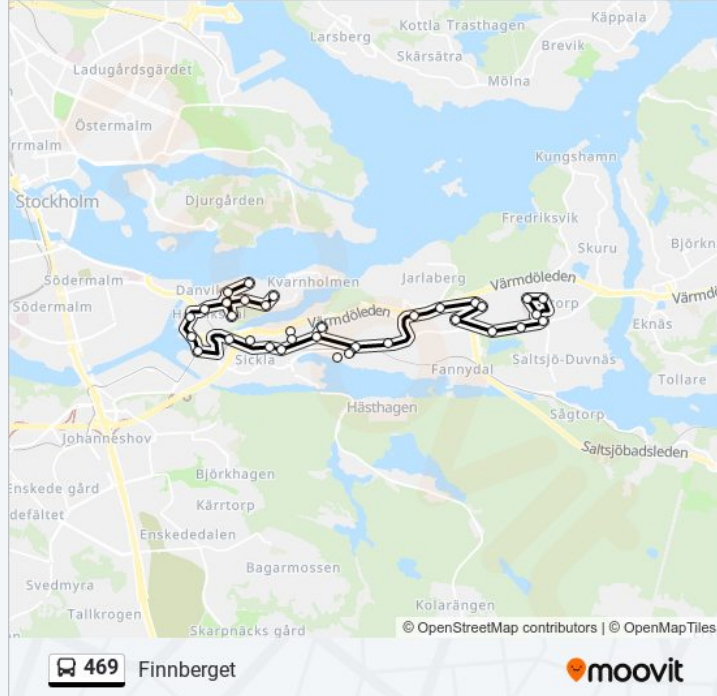 Kottla Trasthagen
Käppala
Larsberg
Brevik
Skärsätra
Ladugårdsgärdet
Mölna
Östermalm
rrmalm
Kungshamn
Stockholm
Djurgården
Fredriksvik
Skuru
Björkn
Södermalm
Danvik
Kvarnholmen
Jarlaberg
Värmdöleden
Värmdö
Södermalm
Värmdöleden
torp
Eknäs
Sickla
Saltsjö-Duvnäs
Fannydal
Tollare
Hästhagen
Sågtorp
Johanneshov
Saltsjöbadsleden
Björkhagen
Enskede gård
Kärrtorp
defältet
Enskededalen
Bagarmossen
Svedmyra
Kolarängen
Tallkrogen
Skarpnäcks gård
© OpenStreetMap contributors | © OpenMapTiles
469 Finnberget
moovit